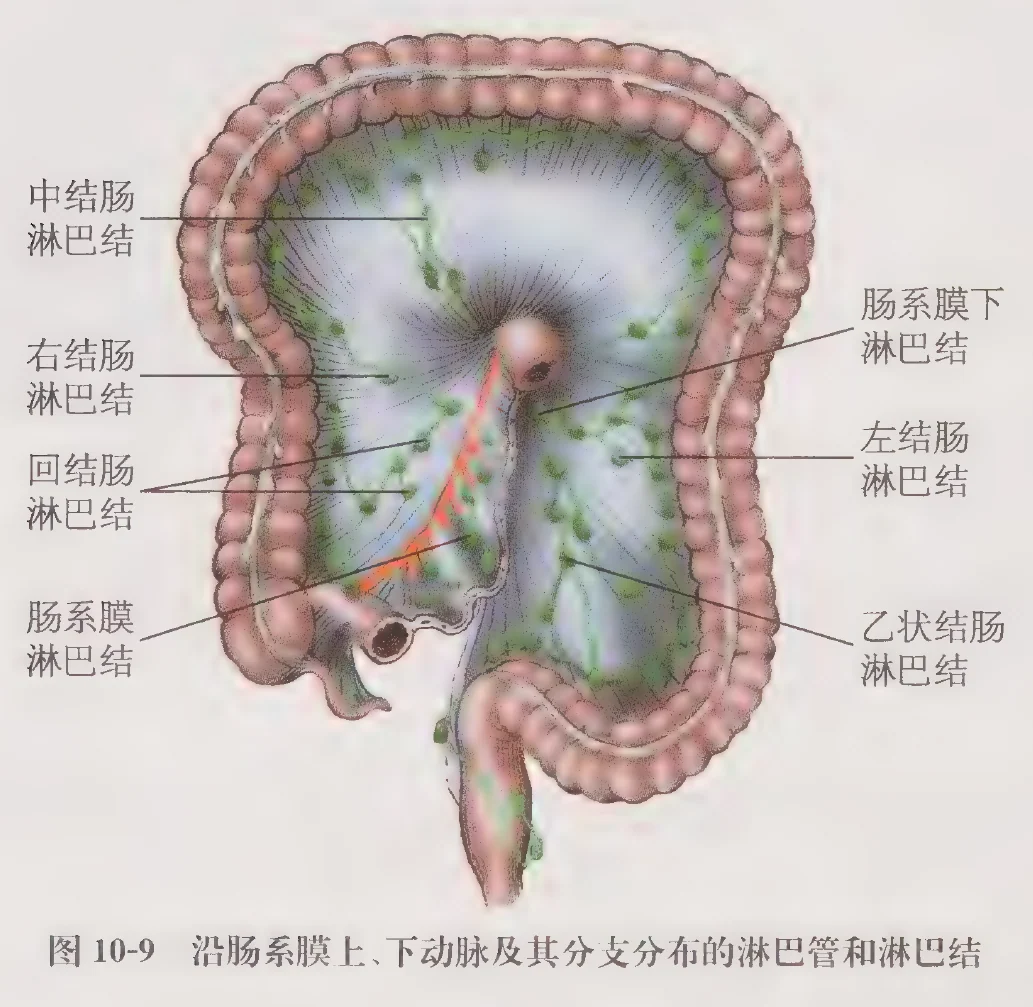 中结肠
淋巴结
右结肠
淋巴结
回结肠
淋巴结
肠系膜
淋巴结
肠系膜下
淋巴结
左结肠
淋巴结
乙状结肠
淋巴结
图 10-9 沿肠系膜上、下动脉及其分支分布的淋巴管和淋巴结